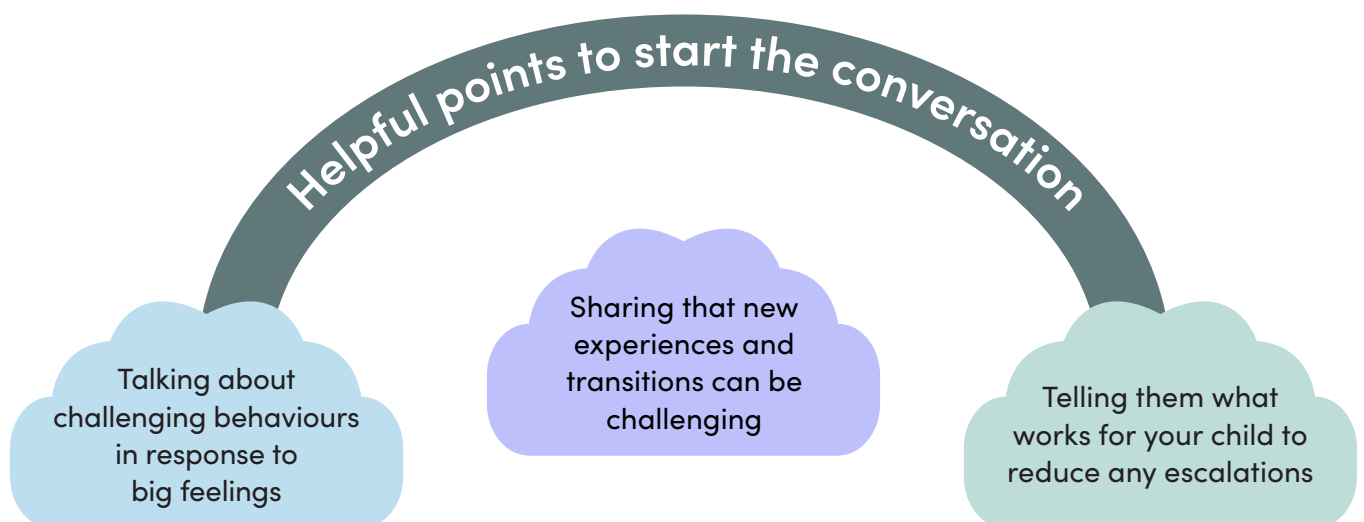 Helpful points to start the conversation
Talking about
challenging behaviours
in response to
big feelings
Sharing that new
experiences and
transitions can be
challenging
Telling them what
works for your child to
reduce any escalations